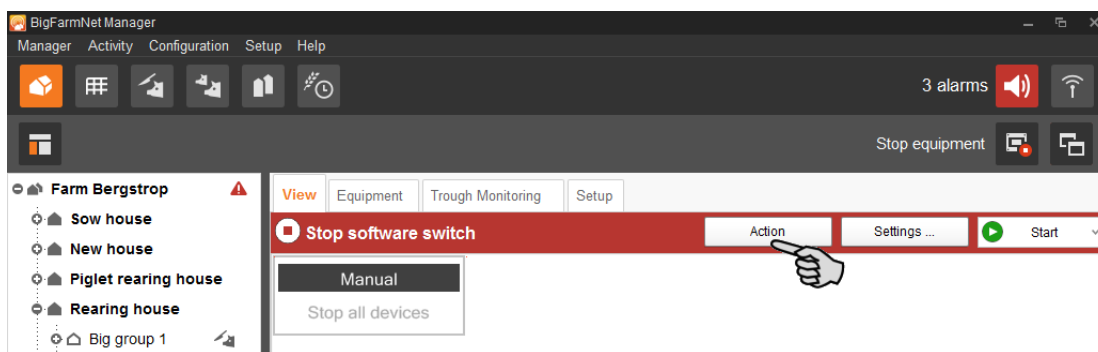 BigFarmNet Manager
Manager Activity Configuration Setup Help
3 alarms
Stop equipment
Farm Bergstrop
View Equipment Trough Monitoring Setup
Sow house
Stop software switch Action Settings ... Start
New house
Piglet rearing house
Manual
Rearing house
Stop all devices
Big group 1